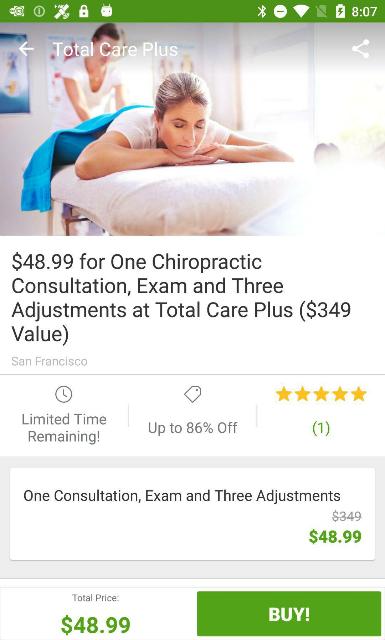 8:07
Total Care Plus
$48.99 for One Chiropractic
Consultation, Exam and Three
Adjustments at Total Care Plus ($349
Value)
San Francisco
Limited Time
Remaining!
Up to 86% Off
(1)
One Consultation, Exam and Three Adjustments
$349
$48.99
Total Price:
$48.99
BUY!